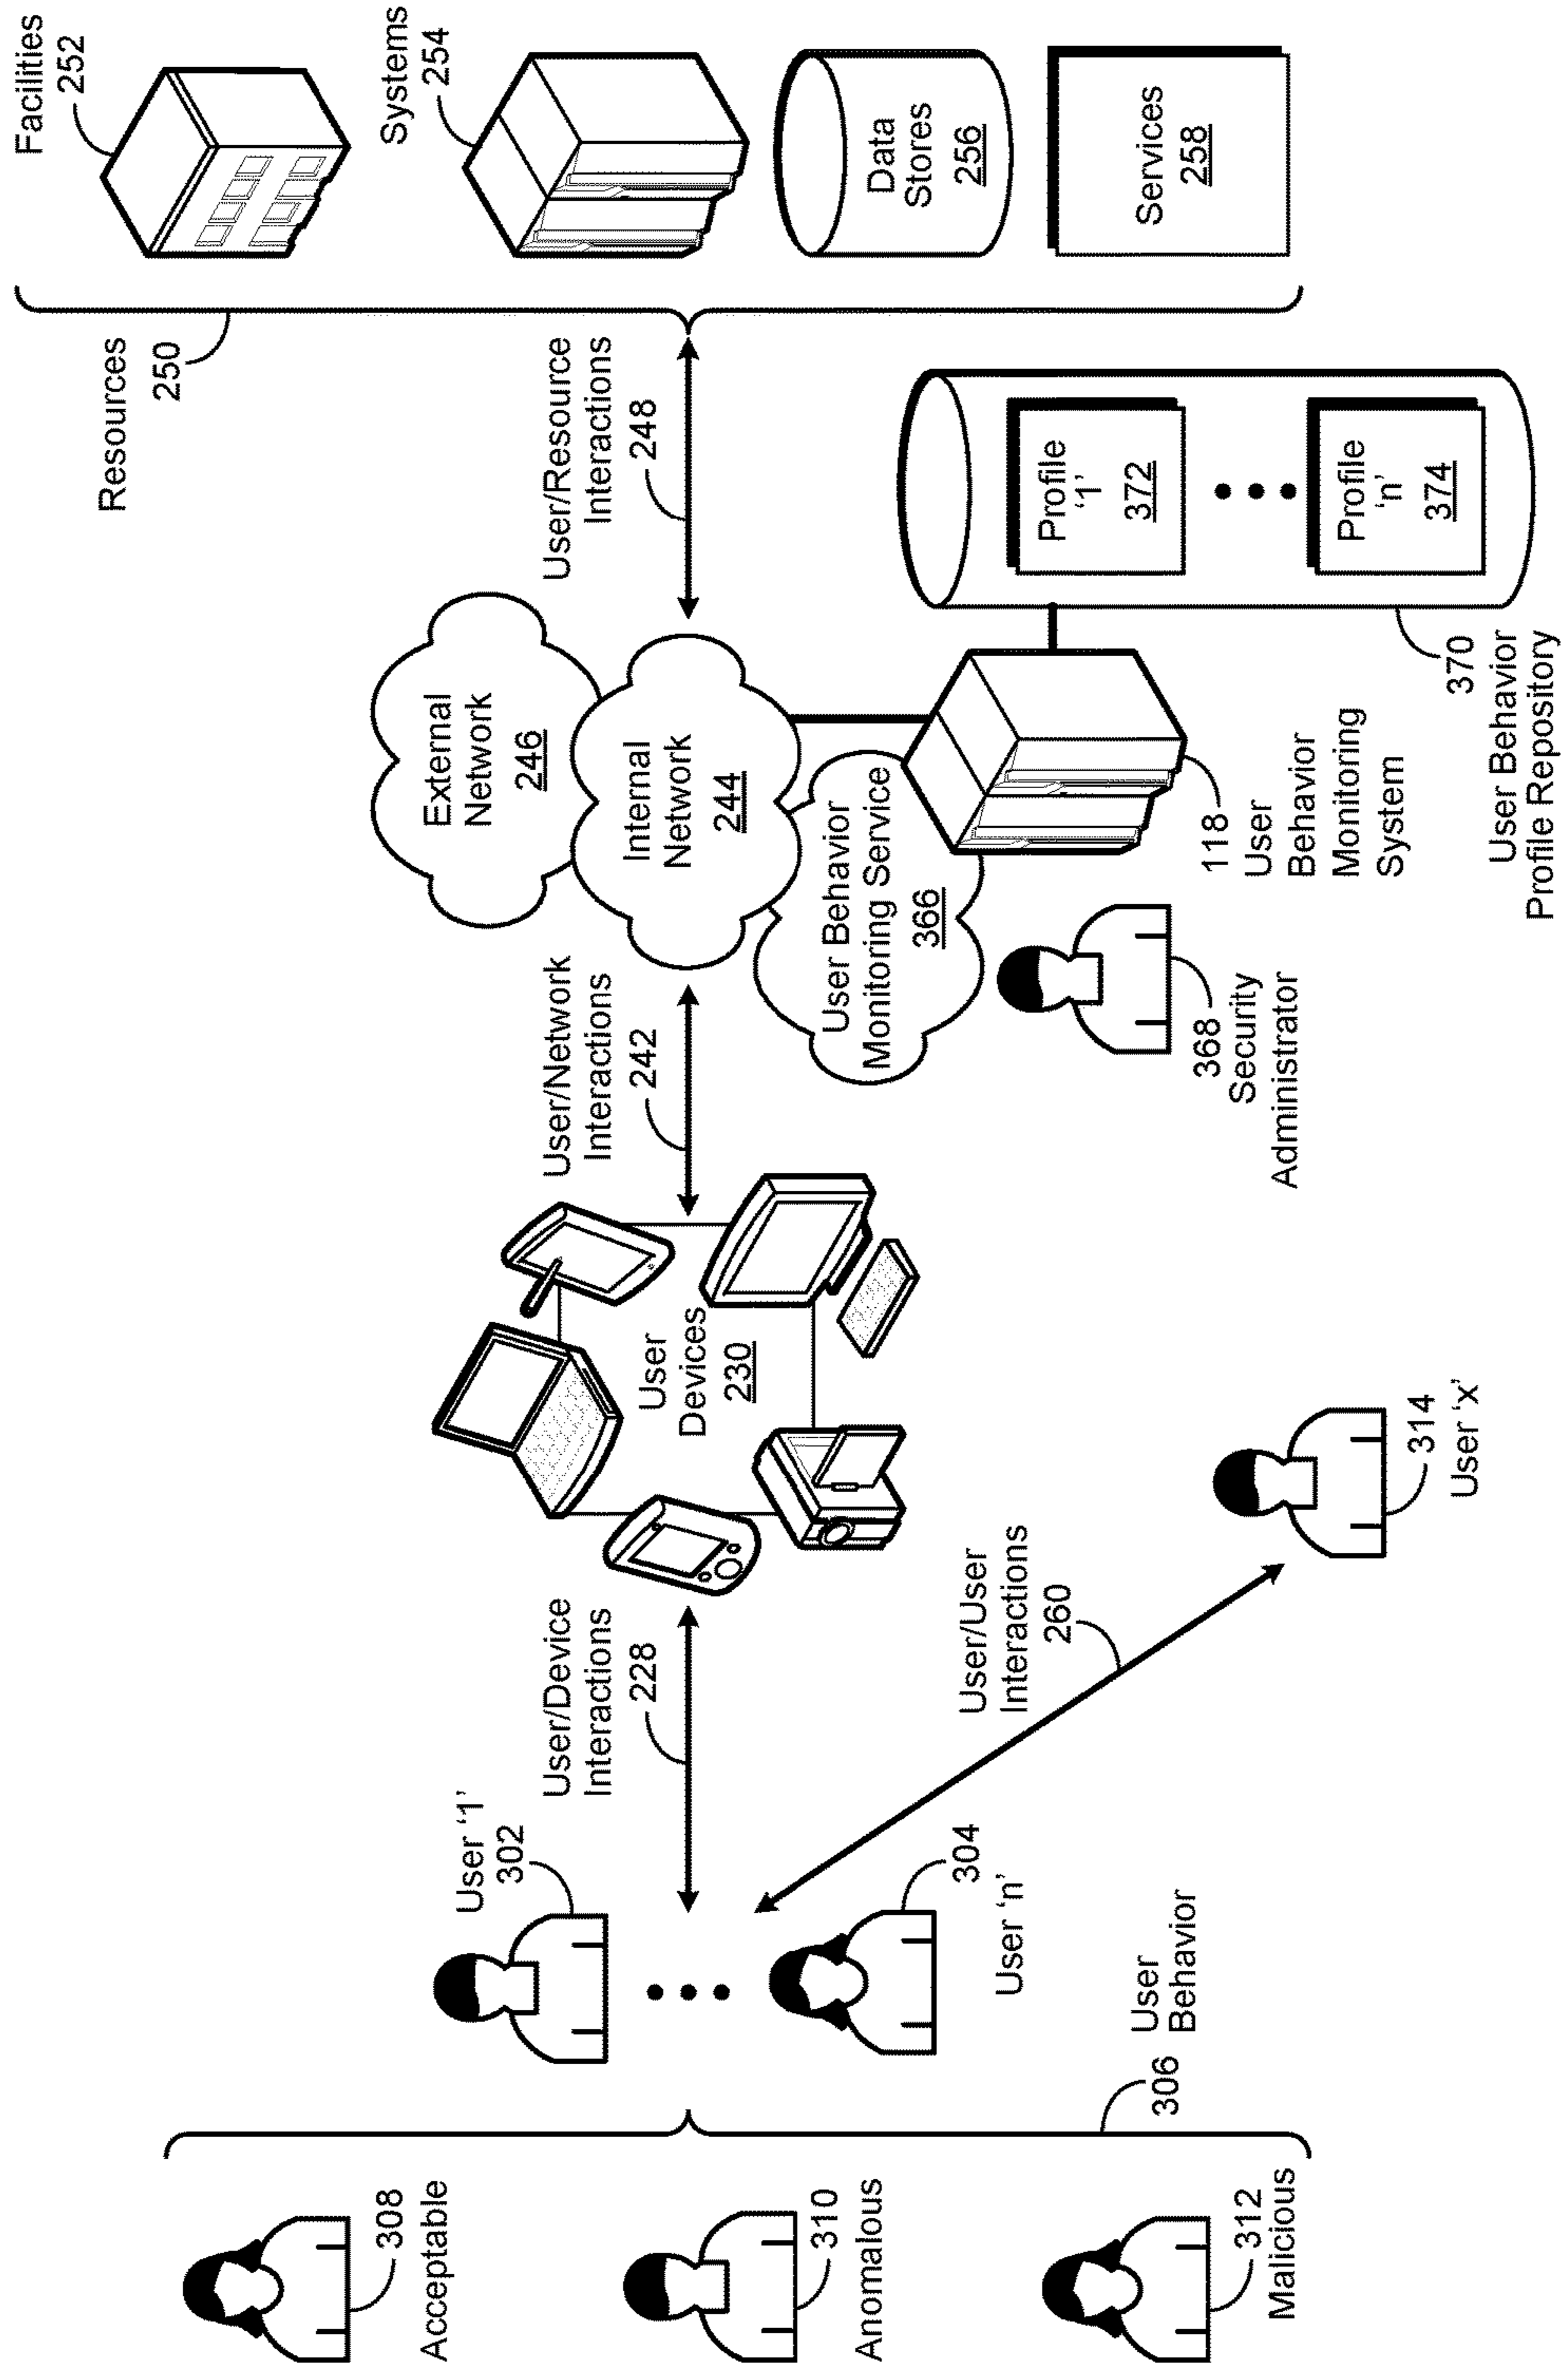 308
Acceptable
310
Anomalous
312
Malicious
306
User
Behavior
User ‘1’
302
304
User ‘n’
User/Device
Interactions
228
User/User
Interactions
260
314
User ‘x’
User
Devices
230
User/Network
Interactions
242
External
Network
246
Internal
Network
244
User Behavior
Monitoring Service
366
368
Security
Administrator
118
User
Behavior
Monitoring
System
User/Resource
Interactions
248
370
User Behavior
Profile Repository
Profile
‘1’
372
Profile
‘n’
374
Resources
250
Facilities
252
Systems
254
Data
Stores
256
Services
258